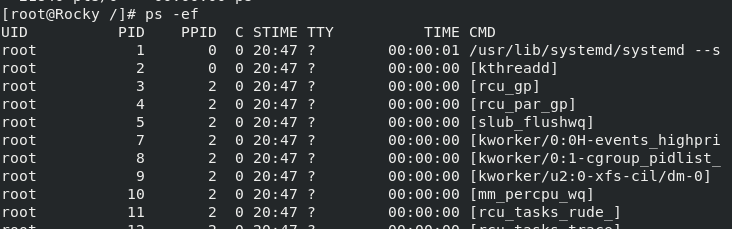 [root@Rocky /]# ps -ef
UID          PID    PPID  C STIME TTY          TIME CMD
root           1       0  0 20:47 ?        00:00:01 /usr/lib/systemd/systemd --s
root           2       0  0 20:47 ?        00:00:00 [kthreadd]
root           3       2  0 20:47 ?        00:00:00 [rcu_gp]
root           4       2  0 20:47 ?        00:00:00 [rcu_par_gp]
root           5       2  0 20:47 ?        00:00:00 [slub_flushwq]
root           7       2  0 20:47 ?        00:00:00 [kworker/0:0H-events_highpri
root           8       2  0 20:47 ?        00:00:00 [kworker/0:1-cgroup_pidlist_
root           9       2  0 20:47 ?        00:00:00 [kworker/u2:0-xfs-cil/dm-0]
root          10       2  0 20:47 ?        00:00:00 [mm_percpu_wq]
root          11       2  0 20:47 ?        00:00:00 [rcu_tasks_rude_]